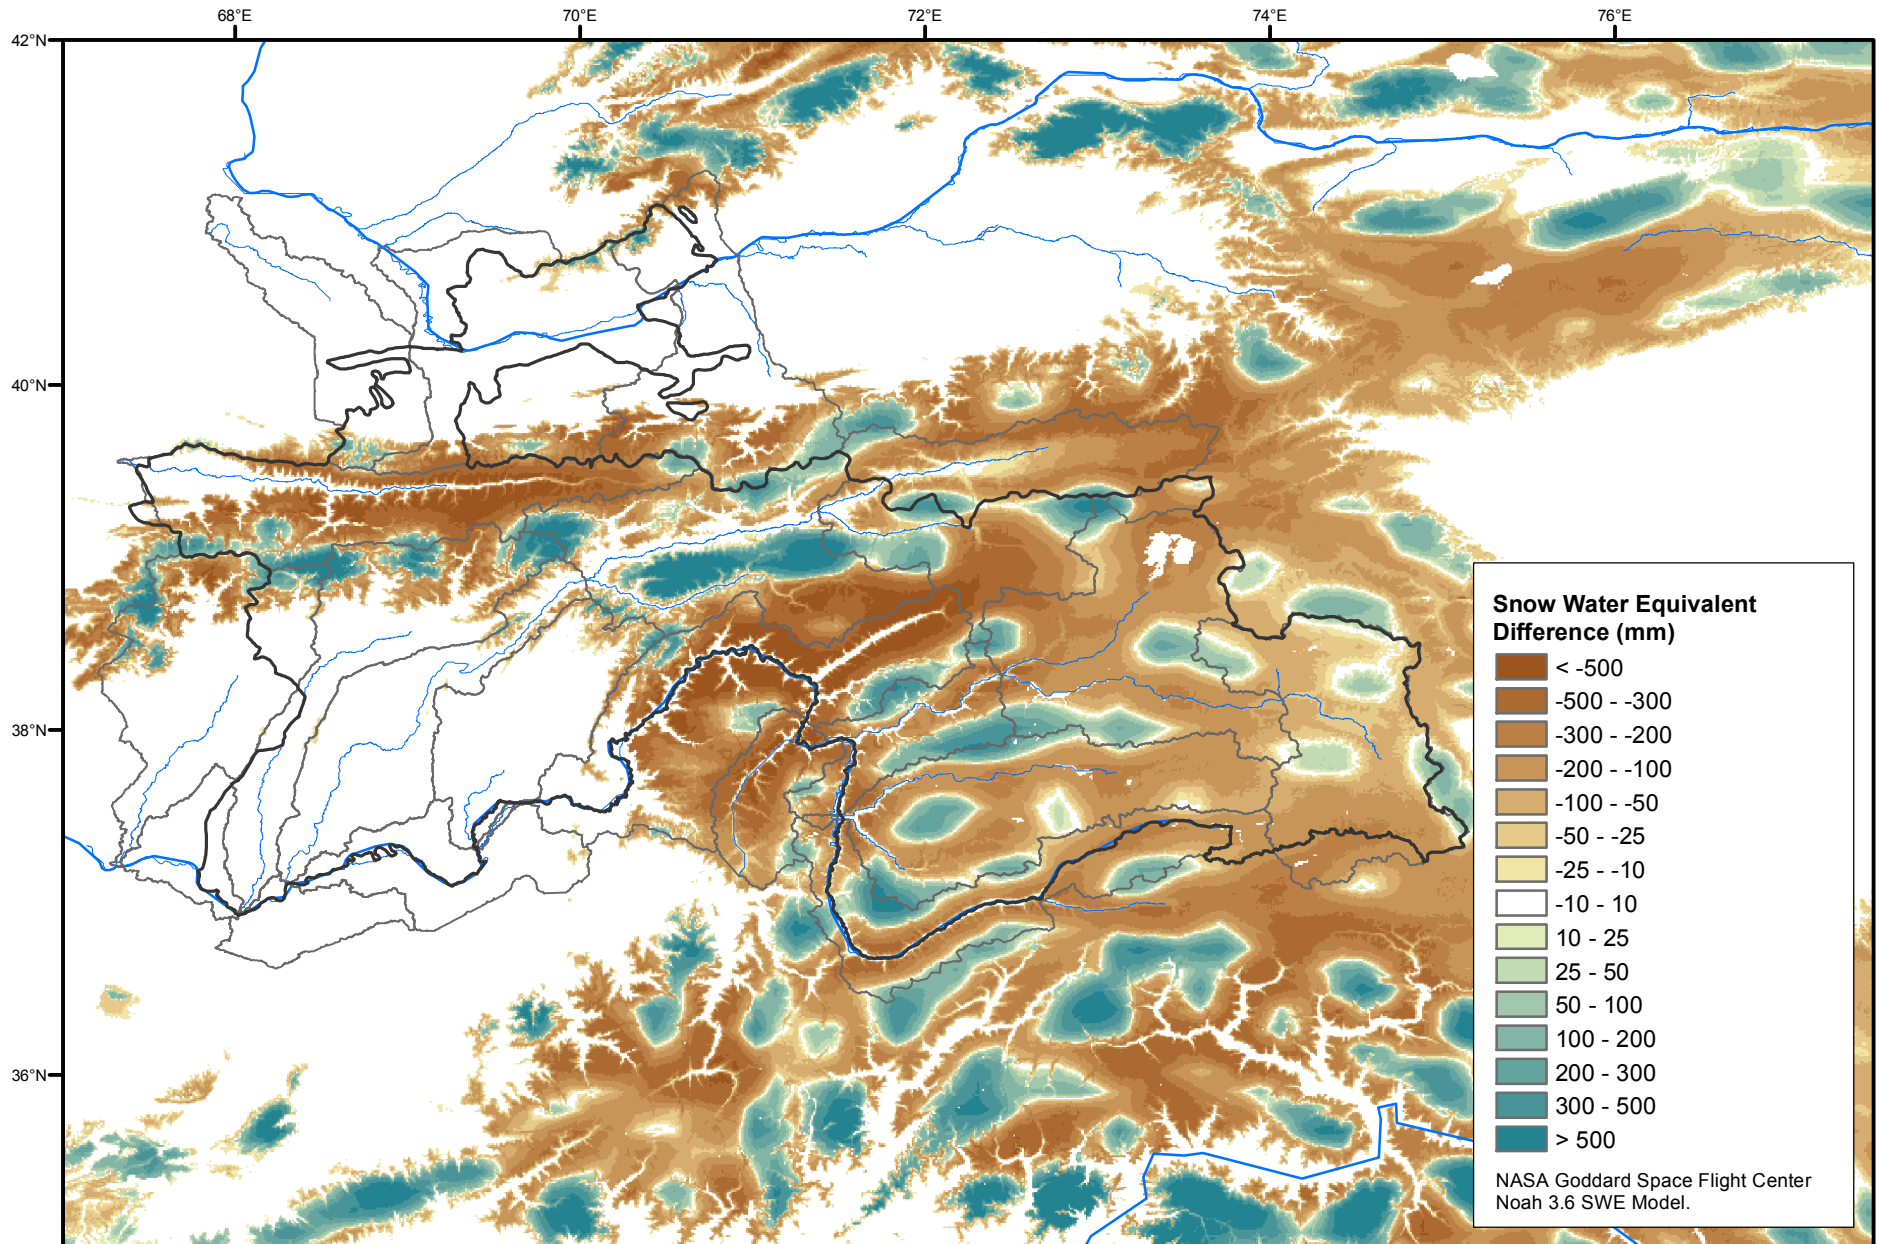 68°E
70°E
72°E
74°E
76°E
42°N
40°N
38°N
36°N
Snow Water Equivalent
Difference (mm)
< -500
-500 - -300
-300 - -200
-200 - -100
-100 - -50
-50 - -25
-25 - -10
-10 - 10
10 - 25
25 - 50
50 - 100
100 - 200
200 - 300
300 - 500
> 500
NASA Goddard Space Flight Center
Noah 3.6 SWE Model.